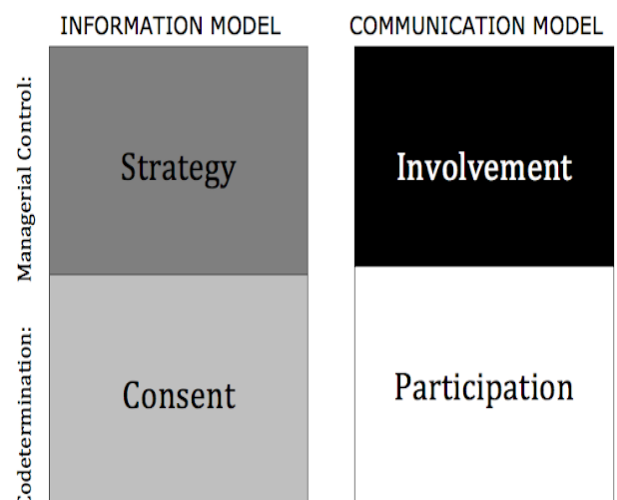 INFORMATION MODEL
COMMUNICATION MODEL
Managerial Control:
Strategy
Involvement
Codetermination:
Consent
Participation